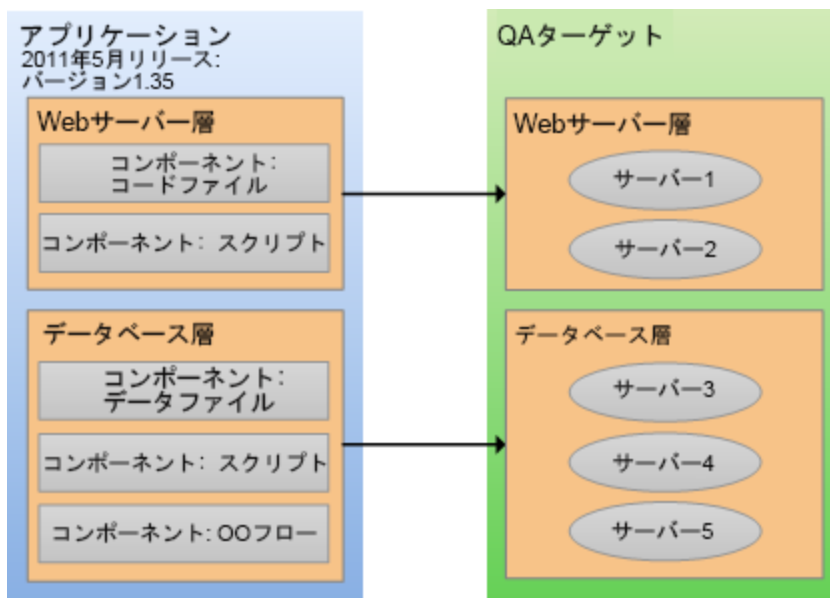 アプリケーション
2011年5月リリース:
バージョン1.35
Webサーバー層
コンポーネント:
コードファイル
コンポーネント: スクリプト
データベース層
コンポーネント:
データファイル
コンポーネント: スクリプト
コンポーネント: OOフロー
QAターゲット
Webサーバー層
サーバー1
サーバー2
データベース層
サーバー3
サーバー4
サーバー5